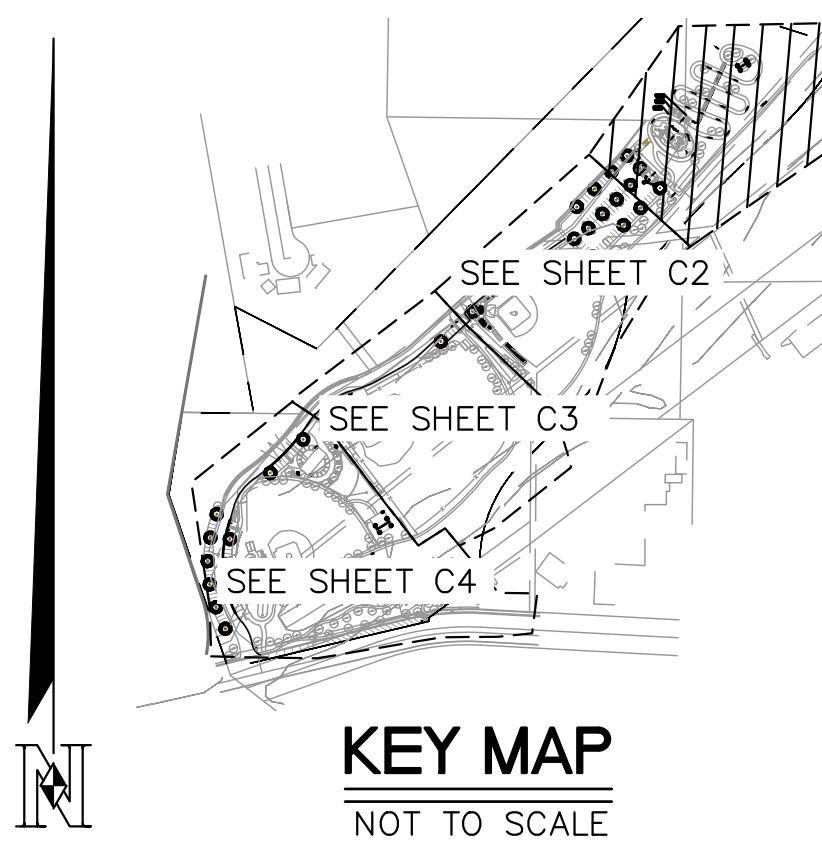 SEE SHEET C2
SEE SHEET C3
SEE SHEET C4
N
KEY MAP
NOT TO SCALE